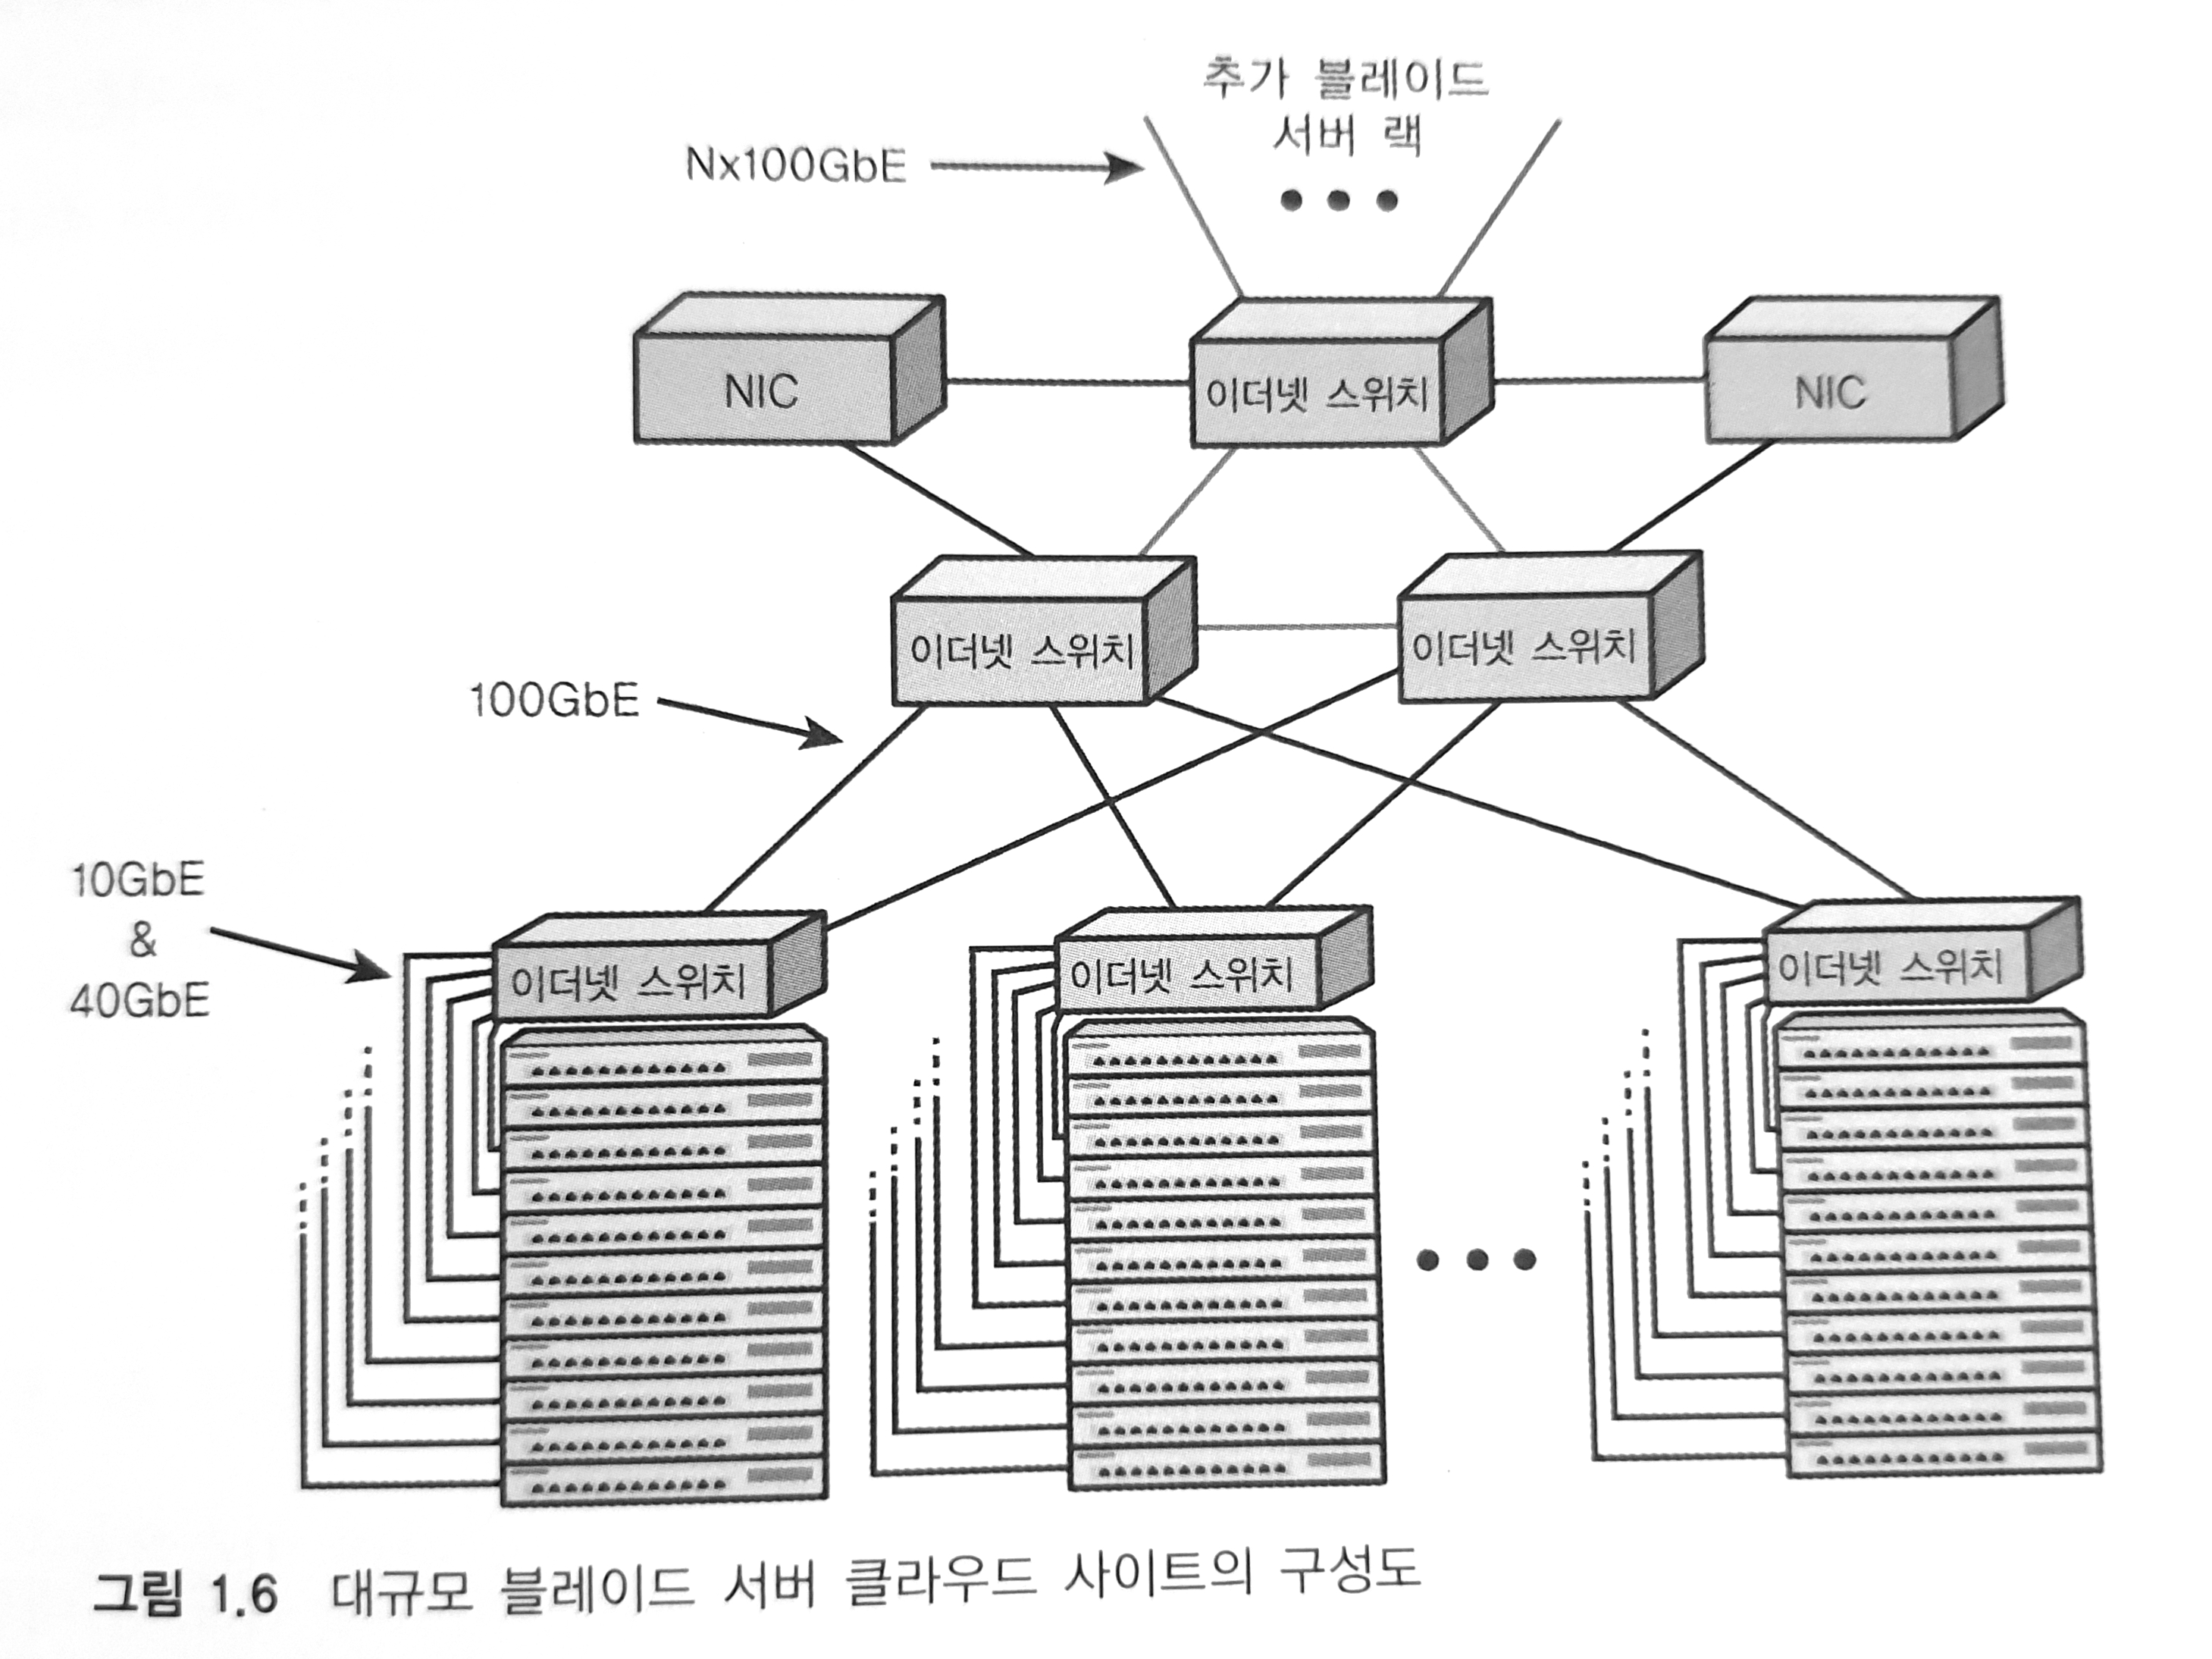 추가 블레이드
서버 랙
Nx100GbE
NIC
이더넷 스위치
NIC
이더넷 스위치
이더넷 스위치
100GbE
10GbE
&
40GbE
이더넷 스위치
이더넷 스위치
이더넷 스위치
그림 1.6 대규모 블레이드 서버 클라우드 사이트의 구성도